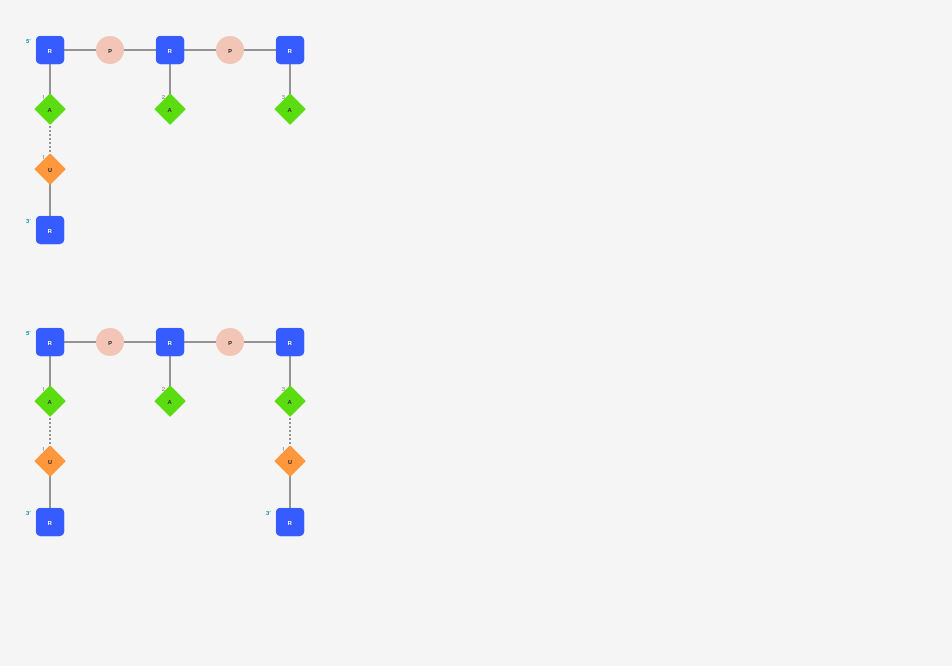 5' R P R P R
1 2 3
A A A
1
U
3' R
5' R P R P R
1 2 3
A A A
1 1
U U
3' R 3' R